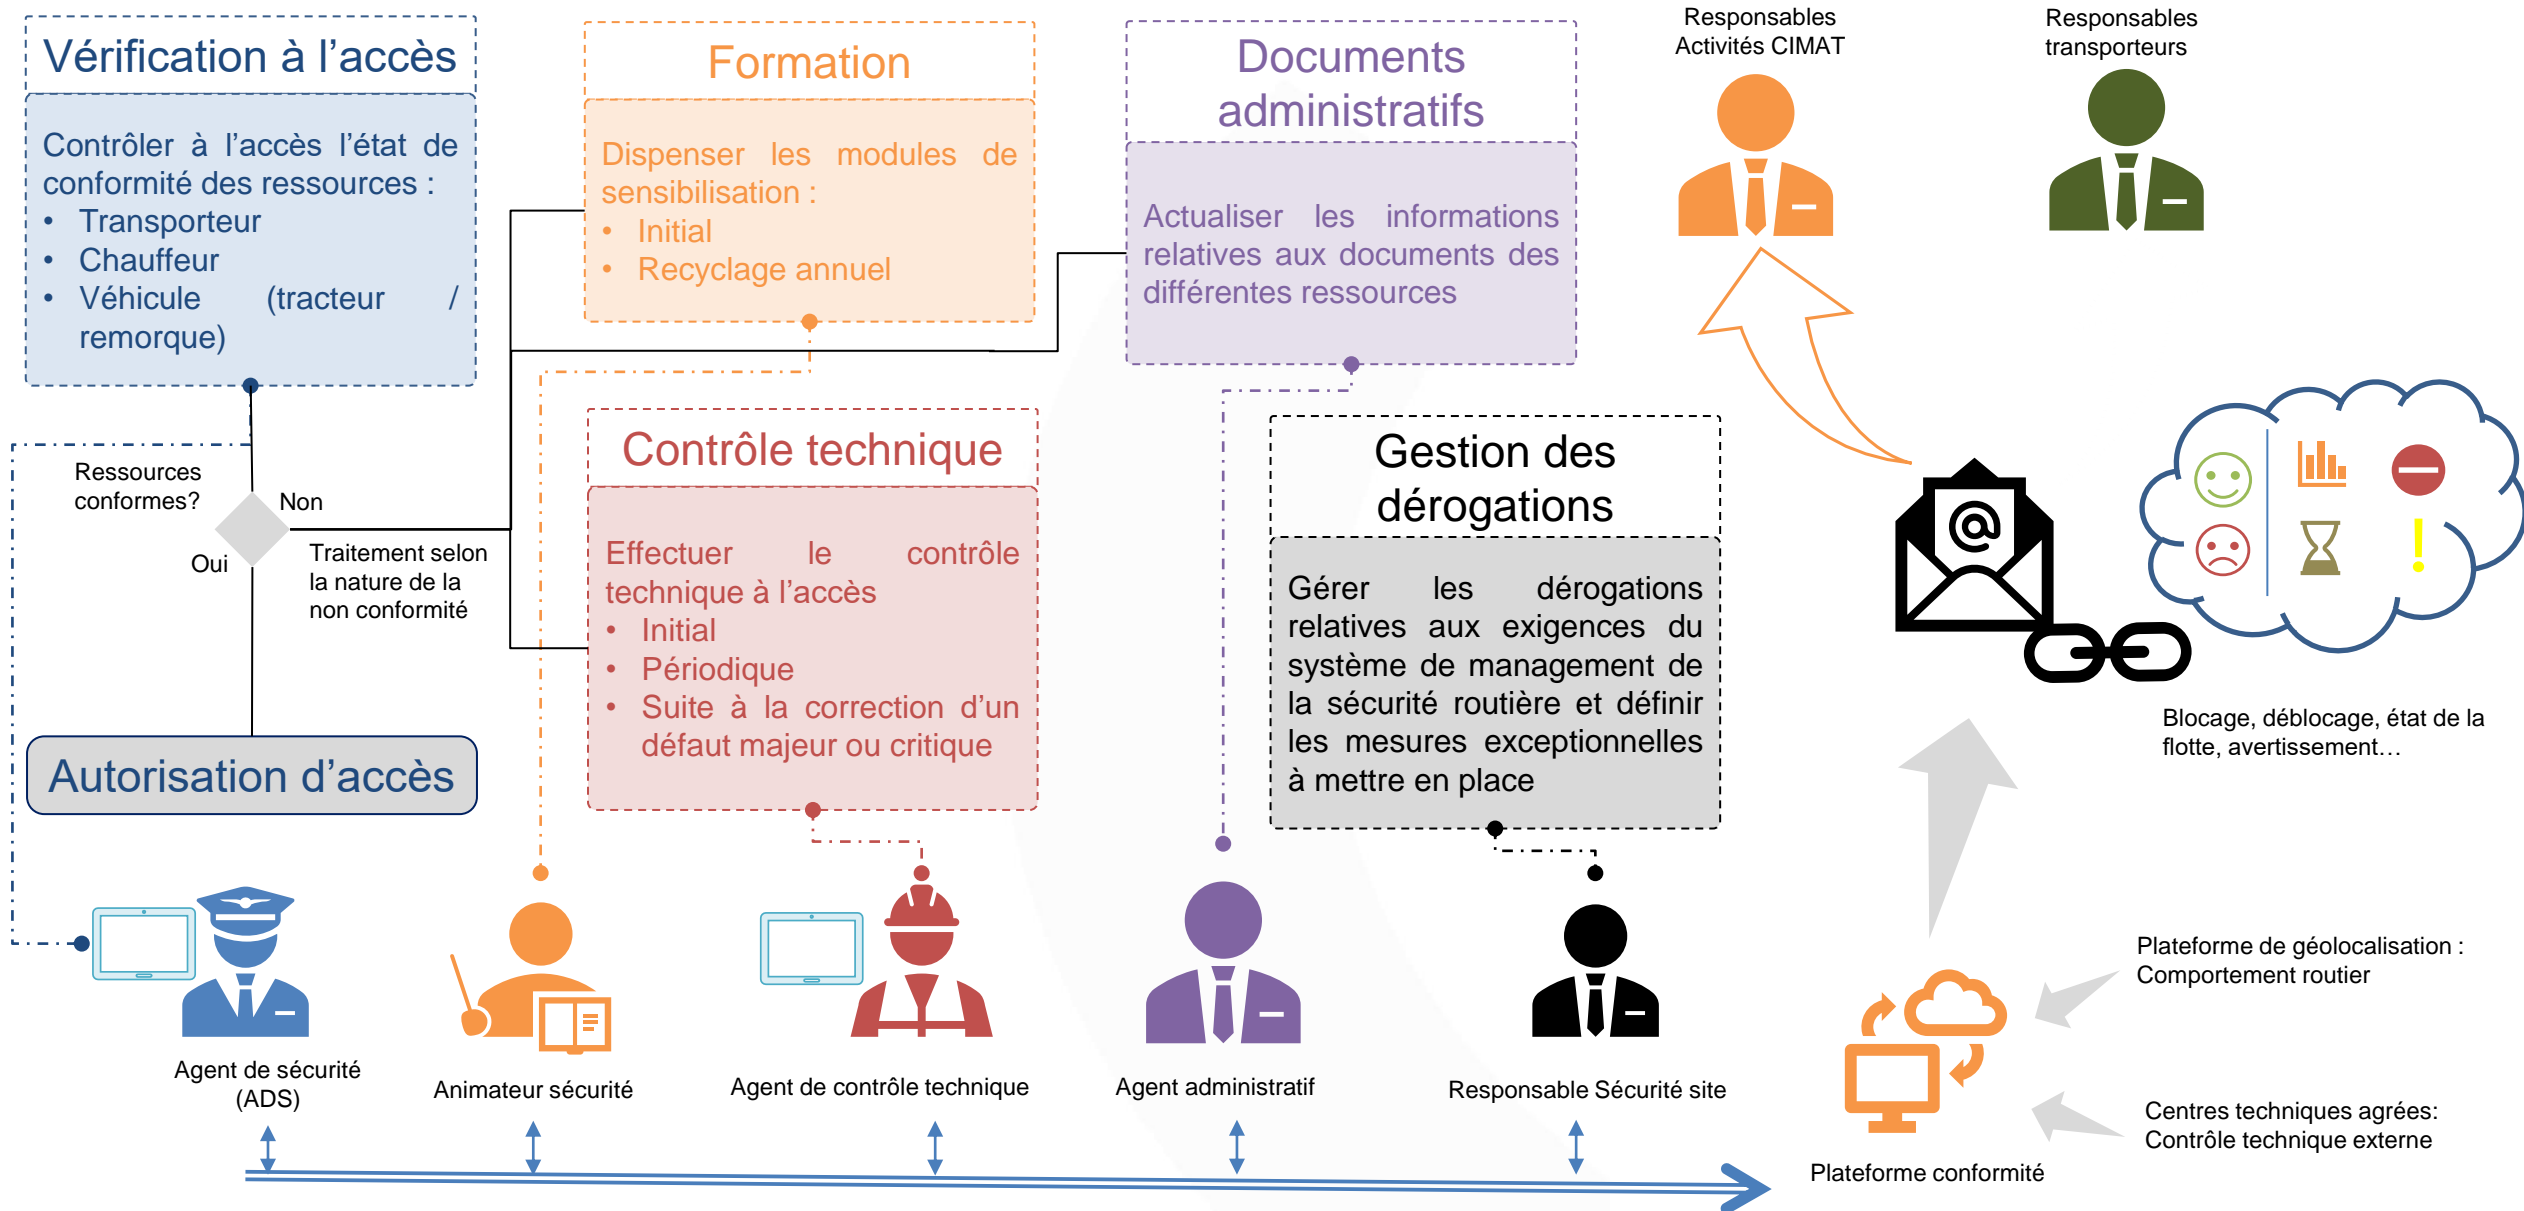 Vérification à l’accès
Contrôler à l’accès l’état de
conformité des ressources :
• Transporteur
• Chauffeur
• Véhicule (tracteur /
remorque)
Formation
Dispenser les modules de
sensibilisation :
• Initial
• Recyclage annuel
Documents
administratifs
Actualiser les informations
relatives aux documents des
différentes ressources
Responsables
Activités CIMAT
Responsables
transporteurs
Ressources
conformes?
Non
Oui
Traitement selon
la nature de la
non conformité
Autorisation d’accès
Contrôle technique
Effectuer le contrôle
technique à l’accès
• Initial
• Périodique
• Suite à la correction d’un
défaut majeur ou critique
Gestion des
dérogations
Gérer les dérogations
relatives aux exigences du
système de management de
la sécurité routière et définir
les mesures exceptionnelles
à mettre en place
@
!
Blocage, déblocage, état de la
flotte, avertissement…
Plateforme de géolocalisation :
Comportement routier
Centres techniques agrées:
Contrôle technique externe
Plateforme conformité
Agent de sécurité
(ADS)
Animateur sécurité
Agent de contrôle technique
Agent administratif
Responsable Sécurité site